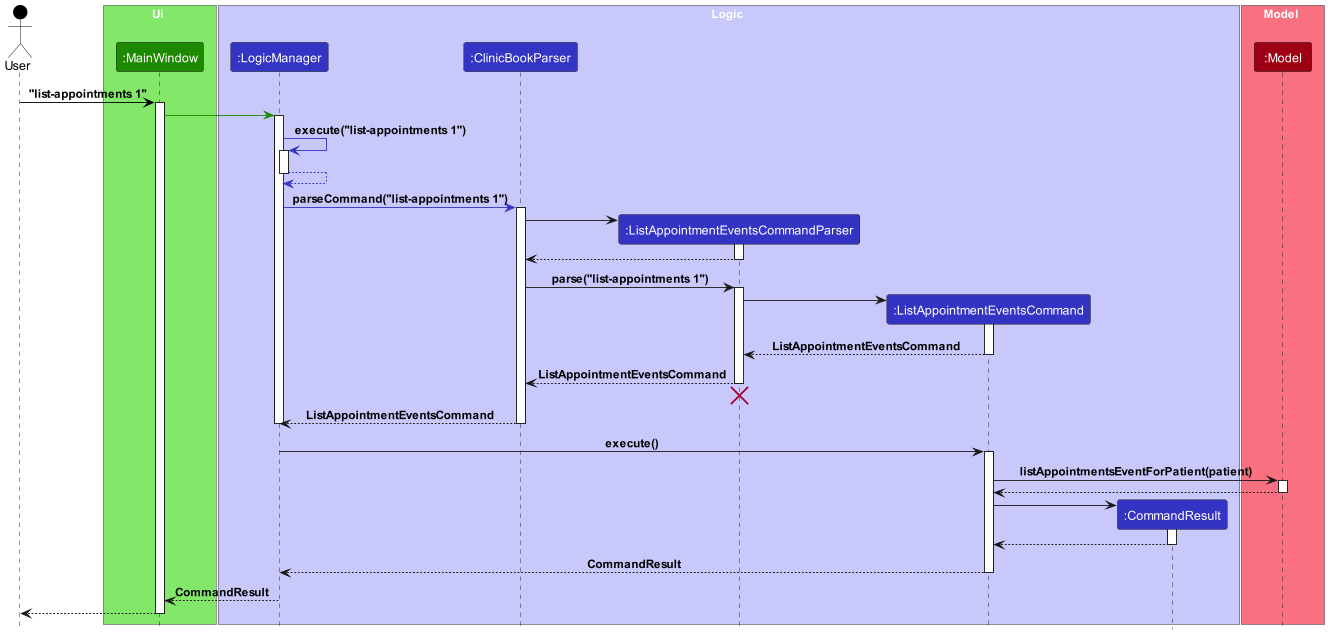 Ui
Logic
Model
User
:MainWindow
:LogicManager
:ClinicBookParser
:Model
"list-appointments 1"
execute("list-appointments 1")
parseCommand("list-appointments 1")
:ListAppointmentEventsCommandParser
parse("list-appointments 1")
:ListAppointmentEventsCommand
ListAppointmentEventsCommand
ListAppointmentEventsCommand
ListAppointmentEventsCommand
execute()
listAppointmentsEventForPatient(patient)
:CommandResult
CommandResult
CommandResult